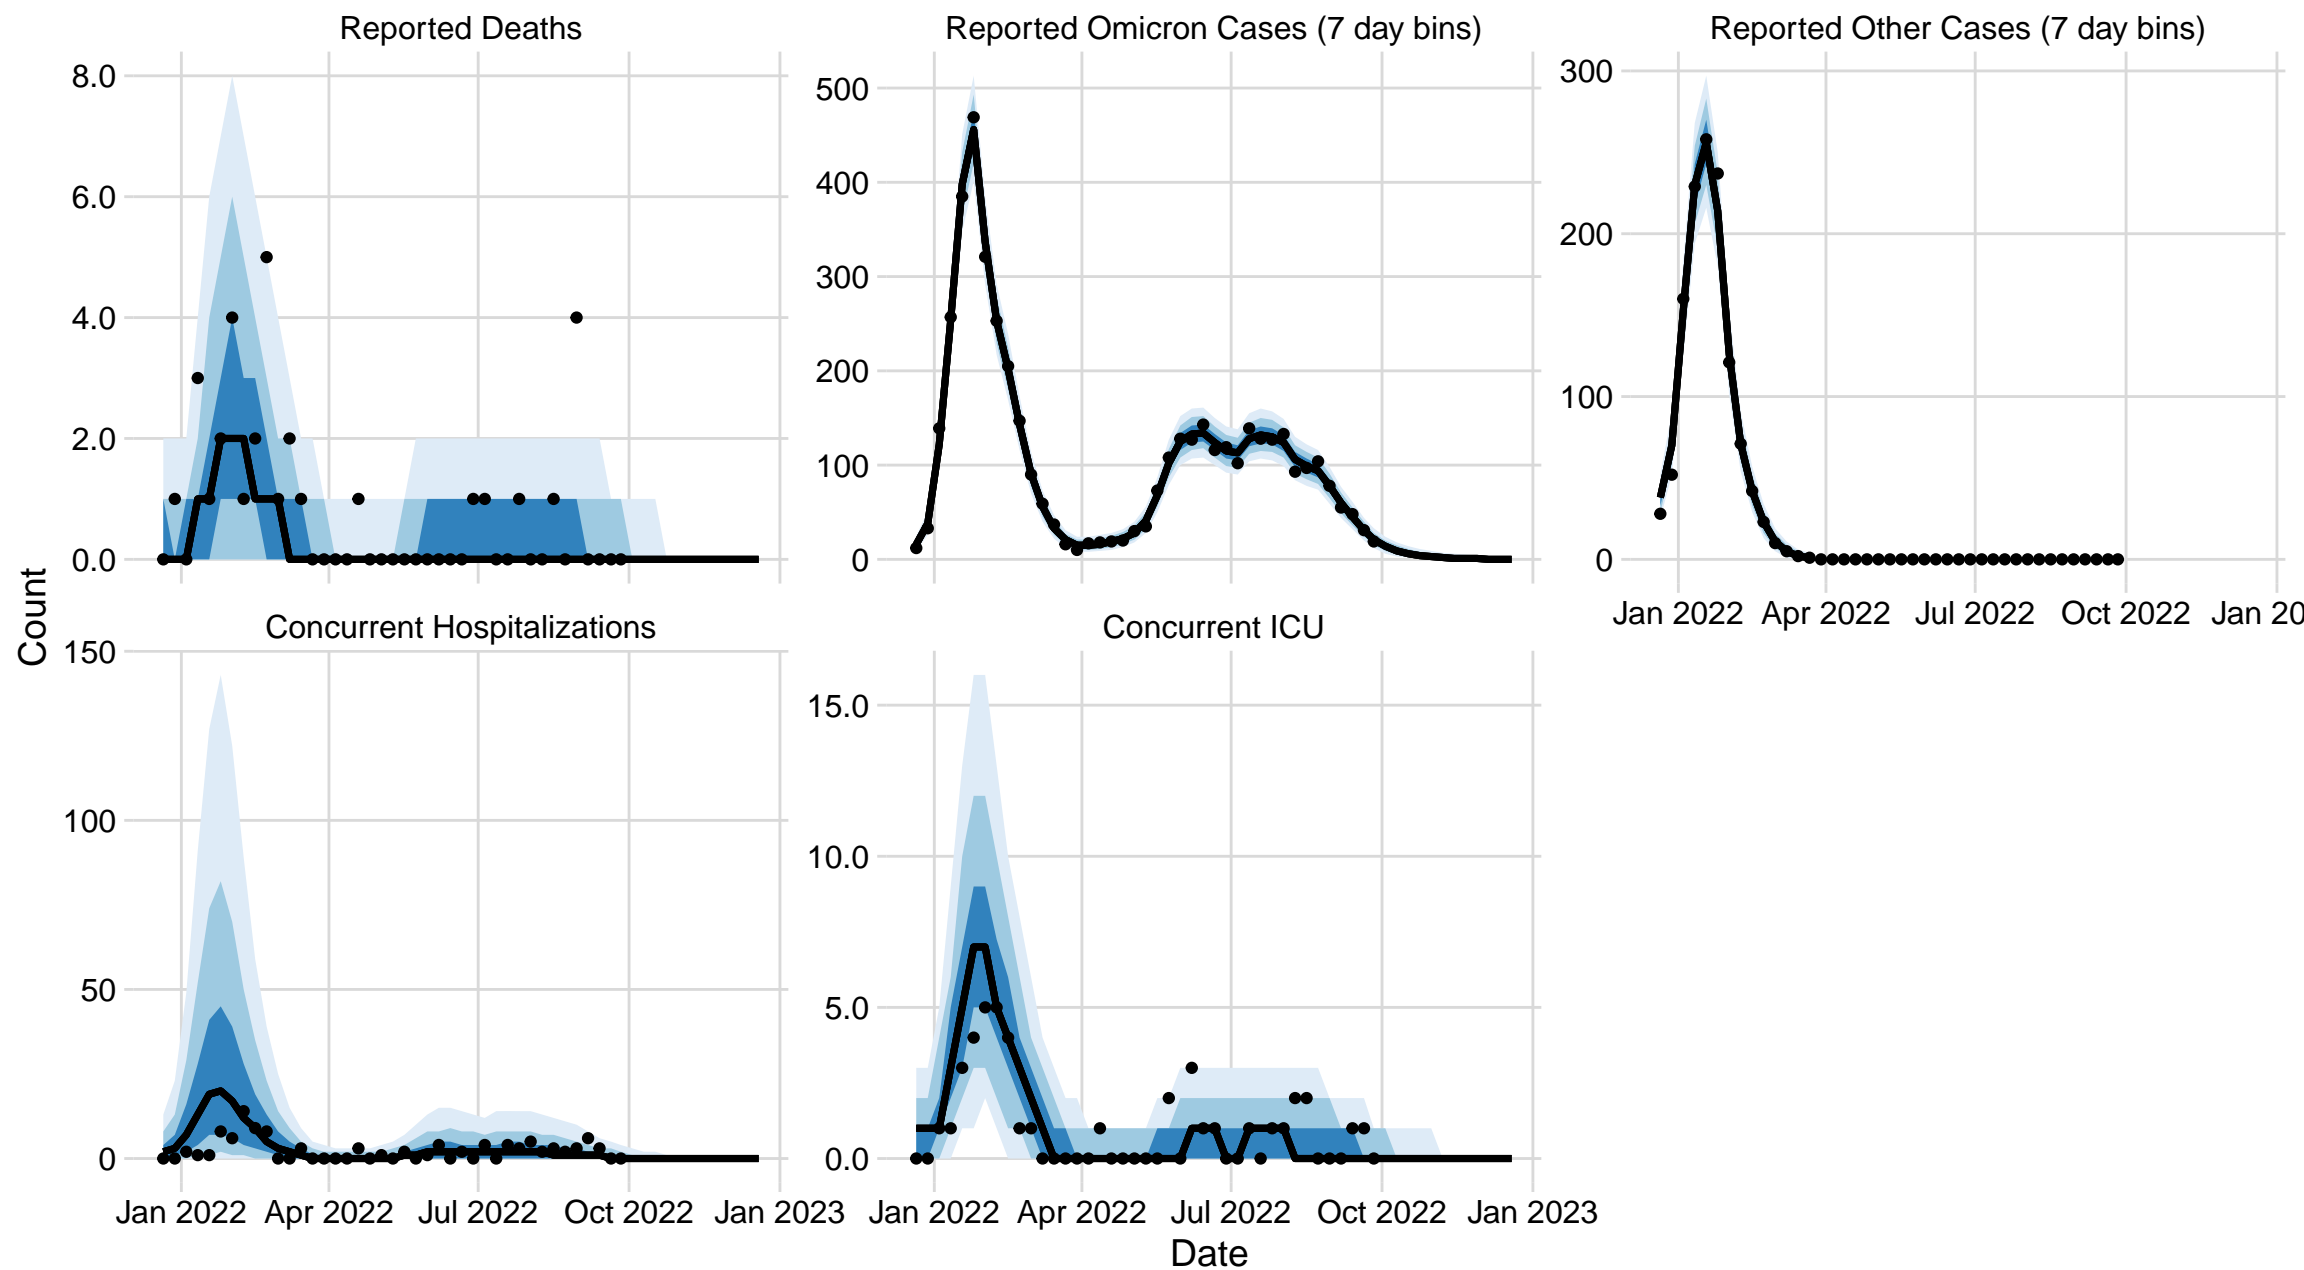 Reported Deaths
8.0
6.0
4.0
2.0
0.0
Reported Omicron Cases (7 day bins)
500
400
300
200
100
0
Reported Other Cases (7 day bins)
300
200
100
0
Jan 2022 Apr 2022 Jul 2022 Oct 2022 Jan 20
Count
Concurrent Hospitalizations
150
100
50
0
Jan 2022 Apr 2022 Jul 2022 Oct 2022 Jan 2023
Concurrent ICU
15.0
10.0
5.0
0.0
Jan 2022 Apr 2022 Jul 2022 Oct 2022 Jan 2023
Date